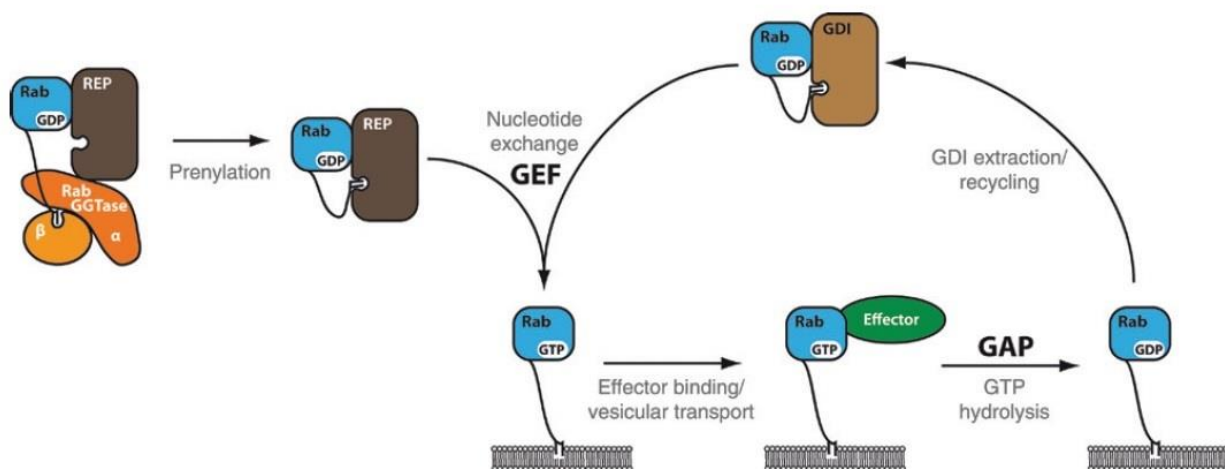 Rab
GDP
REP
Rab
GGTase
β
α
Prenylation
Rab
GDP
REP
Nucleotide
exchange
GEF
Rab
GDP
GDI
GDI extraction/
recycling
Rab
GTP
Effector binding/
vesicular transport
Rab
GTP
Effector
GAP
GTP
hydrolysis
Rab
GDP